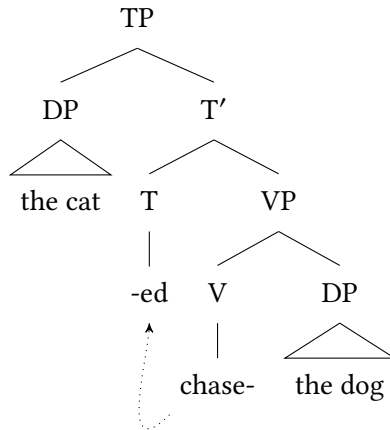 TP
DP T′
the cat T VP
-ed V DP
chase- the dog